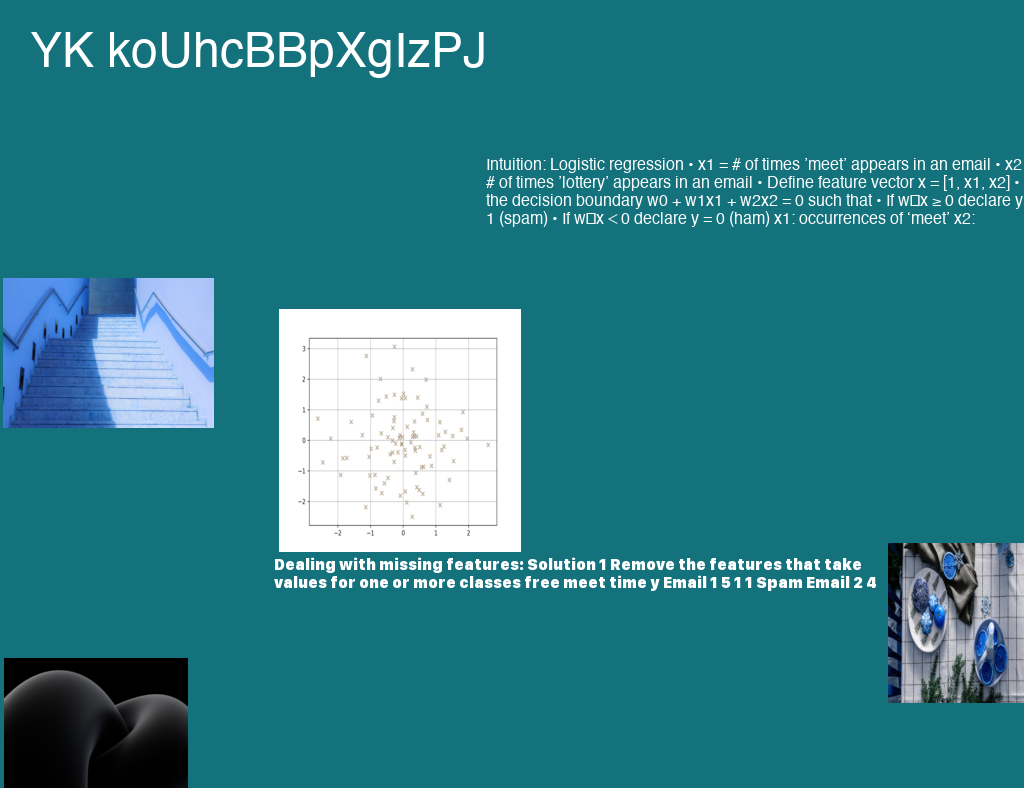 YK koUhcBBpXgIzPJ
Intuition: Logistic regression • x1 = # of times ’meet’ appears in an email • x2
# of times ’lottery’ appears in an email • Define feature vector x = [1, x1, x2] •
the decision boundary w0 + w1x1 + w2x2 = 0 such that • If w□x ≥ 0 declare y
1 (spam) • If w□x < 0 declare y = 0 (ham) x1: occurrences of ‘meet’ x2:
3
2
1
0
−1
−2
−2 −1 0 1 2
Dealing with missing features: Solution 1 Remove the features that take
values for one or more classes free meet time y Email 1 5 1 1 Spam Email 2 4